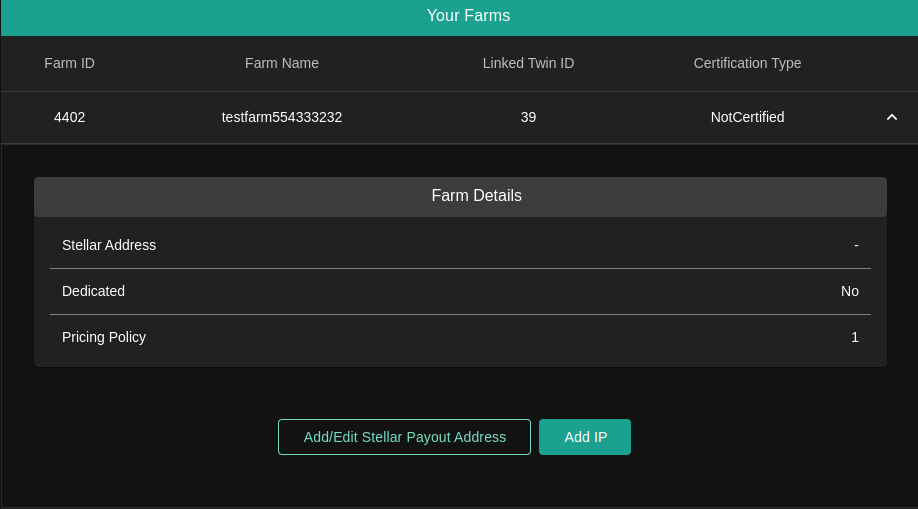 Your Farms
Farm ID Farm Name Linked Twin ID Certification Type
4402 testfarm554333232 39 NotCertified
Farm Details
Stellar Address -
Dedicated No
Pricing Policy 1
Add/Edit Stellar Payout Address Add IP